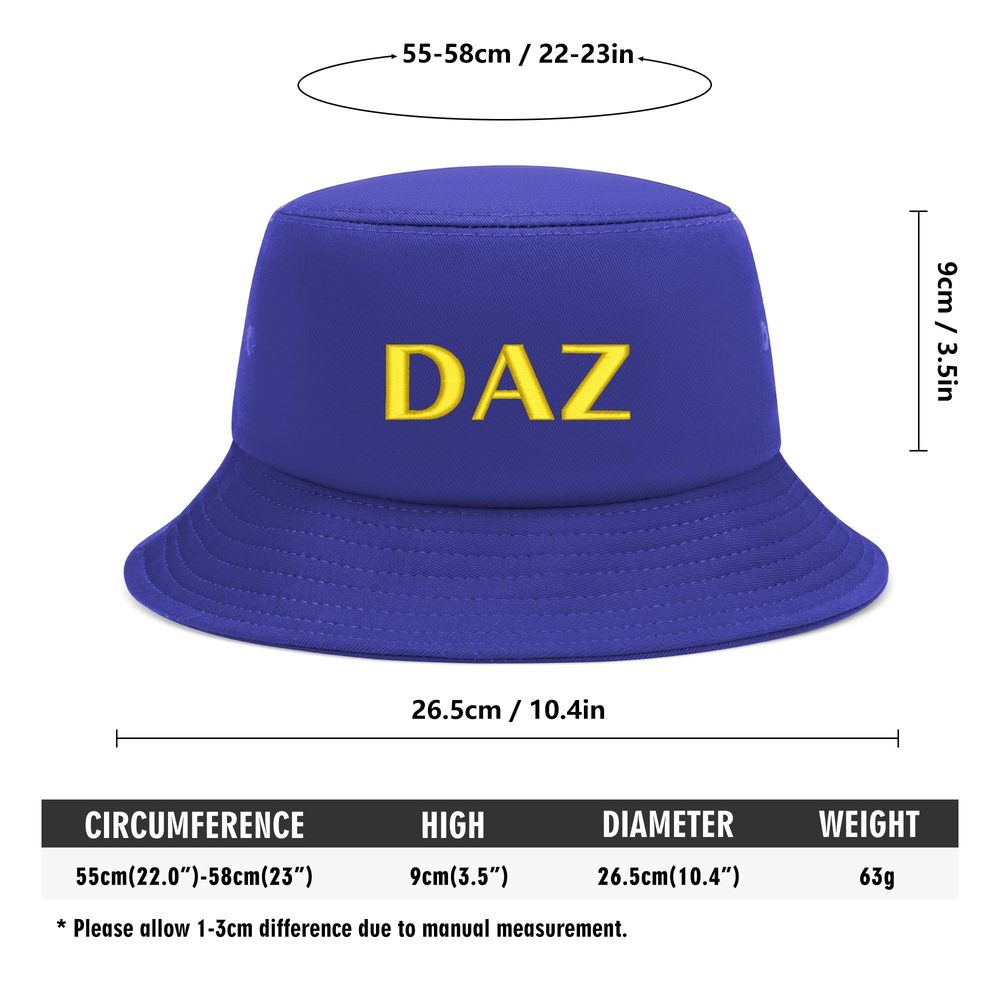 55-58cm / 22-23in
9cm / 3.5in
DAZ
26.5cm / 10.4in
CIRCUMFERENCE HIGH DIAMETER WEIGHT
55cm(22.0”)-58cm(23”) 9cm(3.5”) 26.5cm(10.4”) 63g
* Please allow 1-3cm difference due to manual measurement.